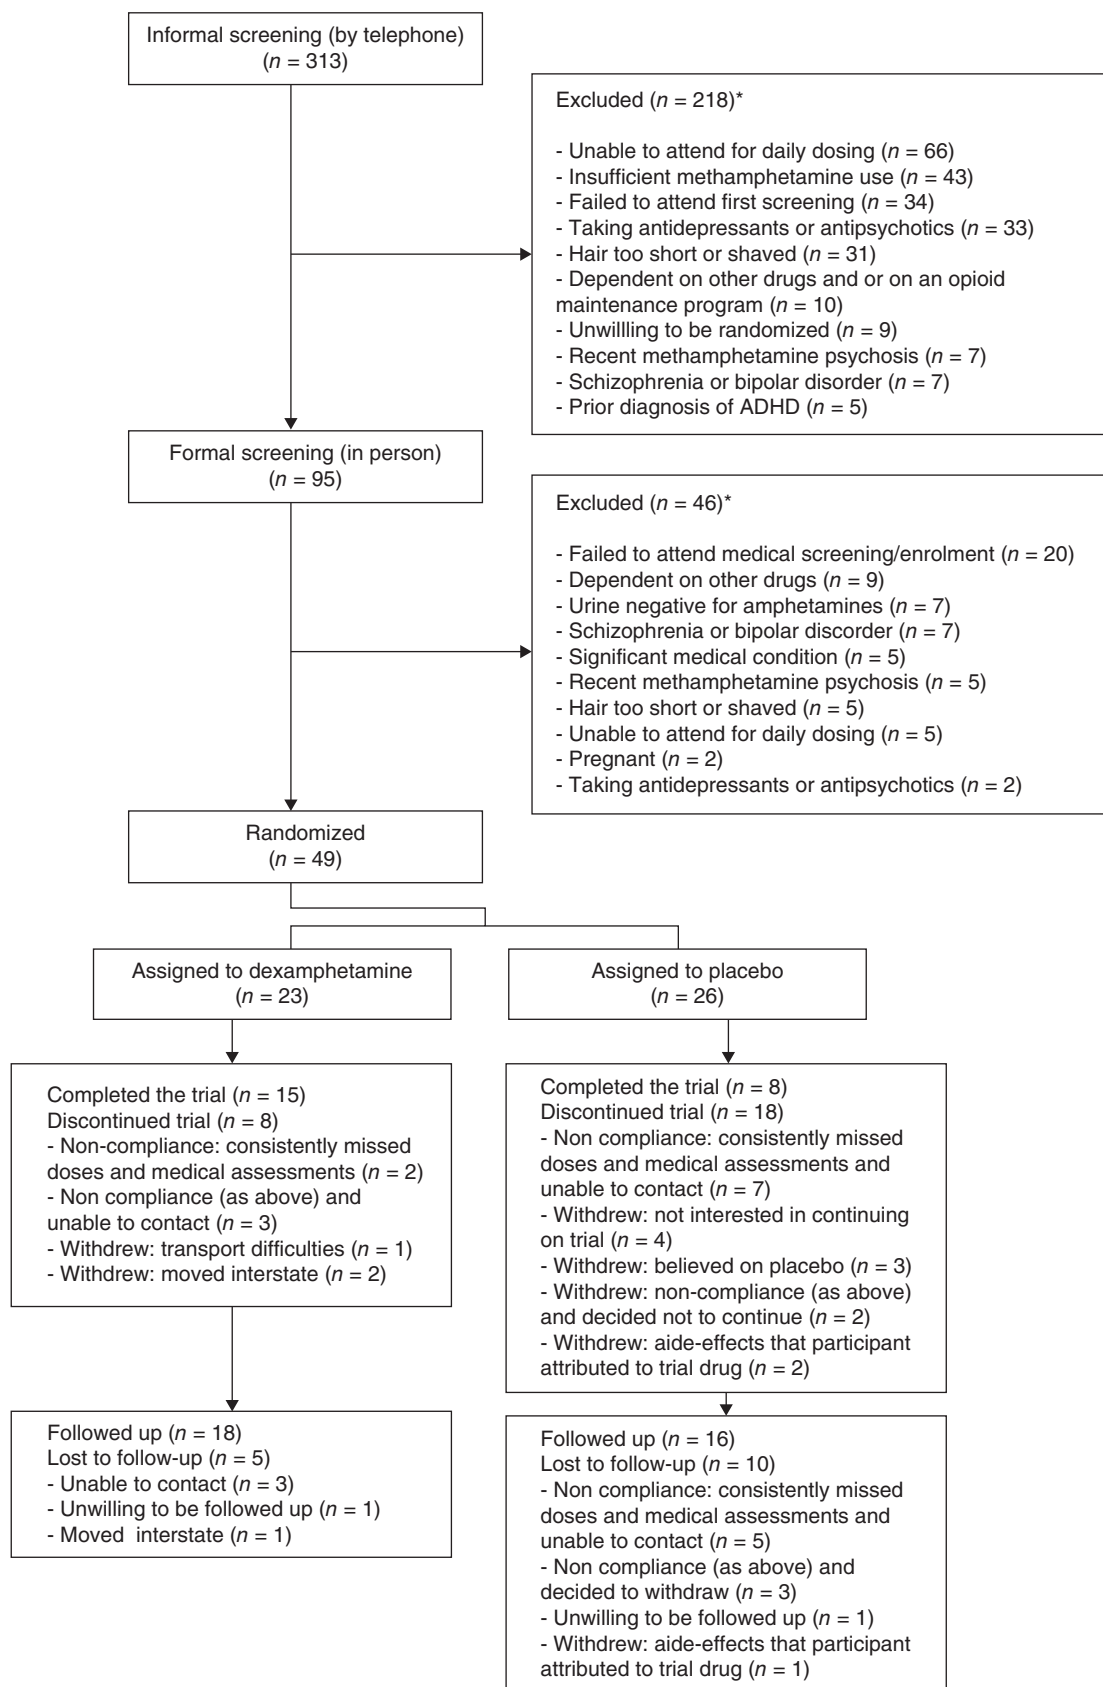 Informal screening (by telephone)
(n = 313)
Excluded (n = 218)*
- Unable to attend for daily dosing (n = 66)
- Insufficient methamphetamine use (n = 43)
- Failed to attend first screening (n = 34)
- Taking antidepressants or antipsychotics (n = 33)
- Hair too short or shaved (n = 31)
- Dependent on other drugs and or on an opioid
maintenance program (n = 10)
- Unwillling to be randomized (n = 9)
- Recent methamphetamine psychosis (n = 7)
- Schizophrenia or bipolar disorder (n = 7)
- Prior diagnosis of ADHD (n = 5)
Formal screening (in person)
(n = 95)
Excluded (n = 46)*
- Failed to attend medical screening/enrolment (n = 20)
- Dependent on other drugs (n = 9)
- Urine negative for amphetamines (n = 7)
- Schizophrenia or bipolar discorder (n = 7)
- Significant medical condition (n = 5)
- Recent methamphetamine psychosis (n = 5)
- Hair too short or shaved (n = 5)
- Unable to attend for daily dosing (n = 5)
- Pregnant (n = 2)
- Taking antidepressants or antipsychotics (n = 2)
Randomized
(n = 49)
Assigned to dexamphetamine
(n = 23)
Assigned to placebo
(n = 26)
Completed the trial (n = 15)
Discontinued trial (n = 8)
- Non-compliance: consistently missed
doses and medical assessments (n = 2)
- Non compliance (as above) and
unable to contact (n = 3)
- Withdrew: transport difficulties (n = 1)
- Withdrew: moved interstate (n = 2)
Completed the trial (n = 8)
Discontinued trial (n = 18)
- Non compliance: consistently missed
doses and medical assessments and
unable to contact (n = 7)
- Withdrew: not interested in continuing
on trial (n = 4)
- Withdrew: believed on placebo (n = 3)
- Withdrew: non-compliance (as above)
and decided not to continue (n = 2)
- Withdrew: aide-effects that participant
attributed to trial drug (n = 2)
Followed up (n = 18)
Lost to follow-up (n = 5)
- Unable to contact (n = 3)
- Unwilling to be followed up (n = 1)
- Moved interstate (n = 1)
Followed up (n = 16)
Lost to follow-up (n = 10)
- Non compliance: consistently missed
doses and medical assessments and
unable to contact (n = 5)
- Non compliance (as above) and
decided to withdraw (n = 3)
- Unwilling to be followed up (n = 1)
- Withdrew: aide-effects that participant
attributed to trial drug (n = 1)